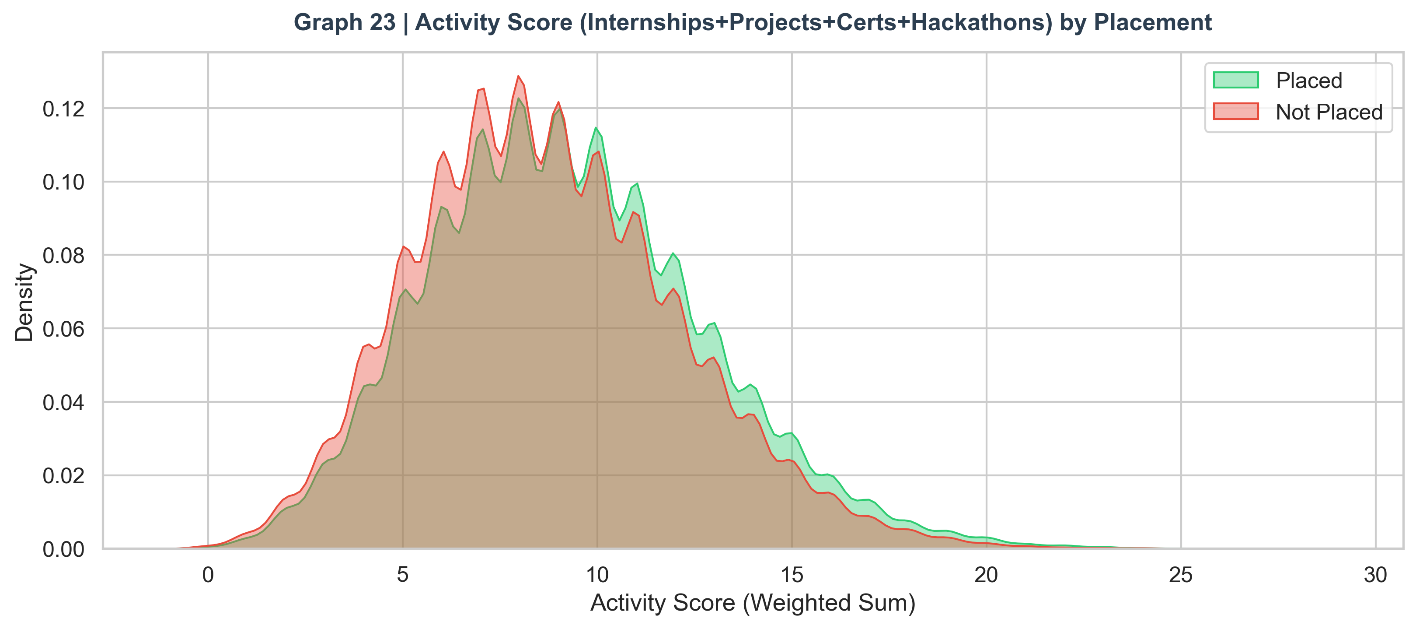 Graph 23 | Activity Score (Internships+Projects+Certs+Hackathons) by Placement
Placed
Not Placed
Density
0.12
0.10
0.08
0.06
0.04
0.02
0.00
0 5 10 15 20 25 30
Activity Score (Weighted Sum)